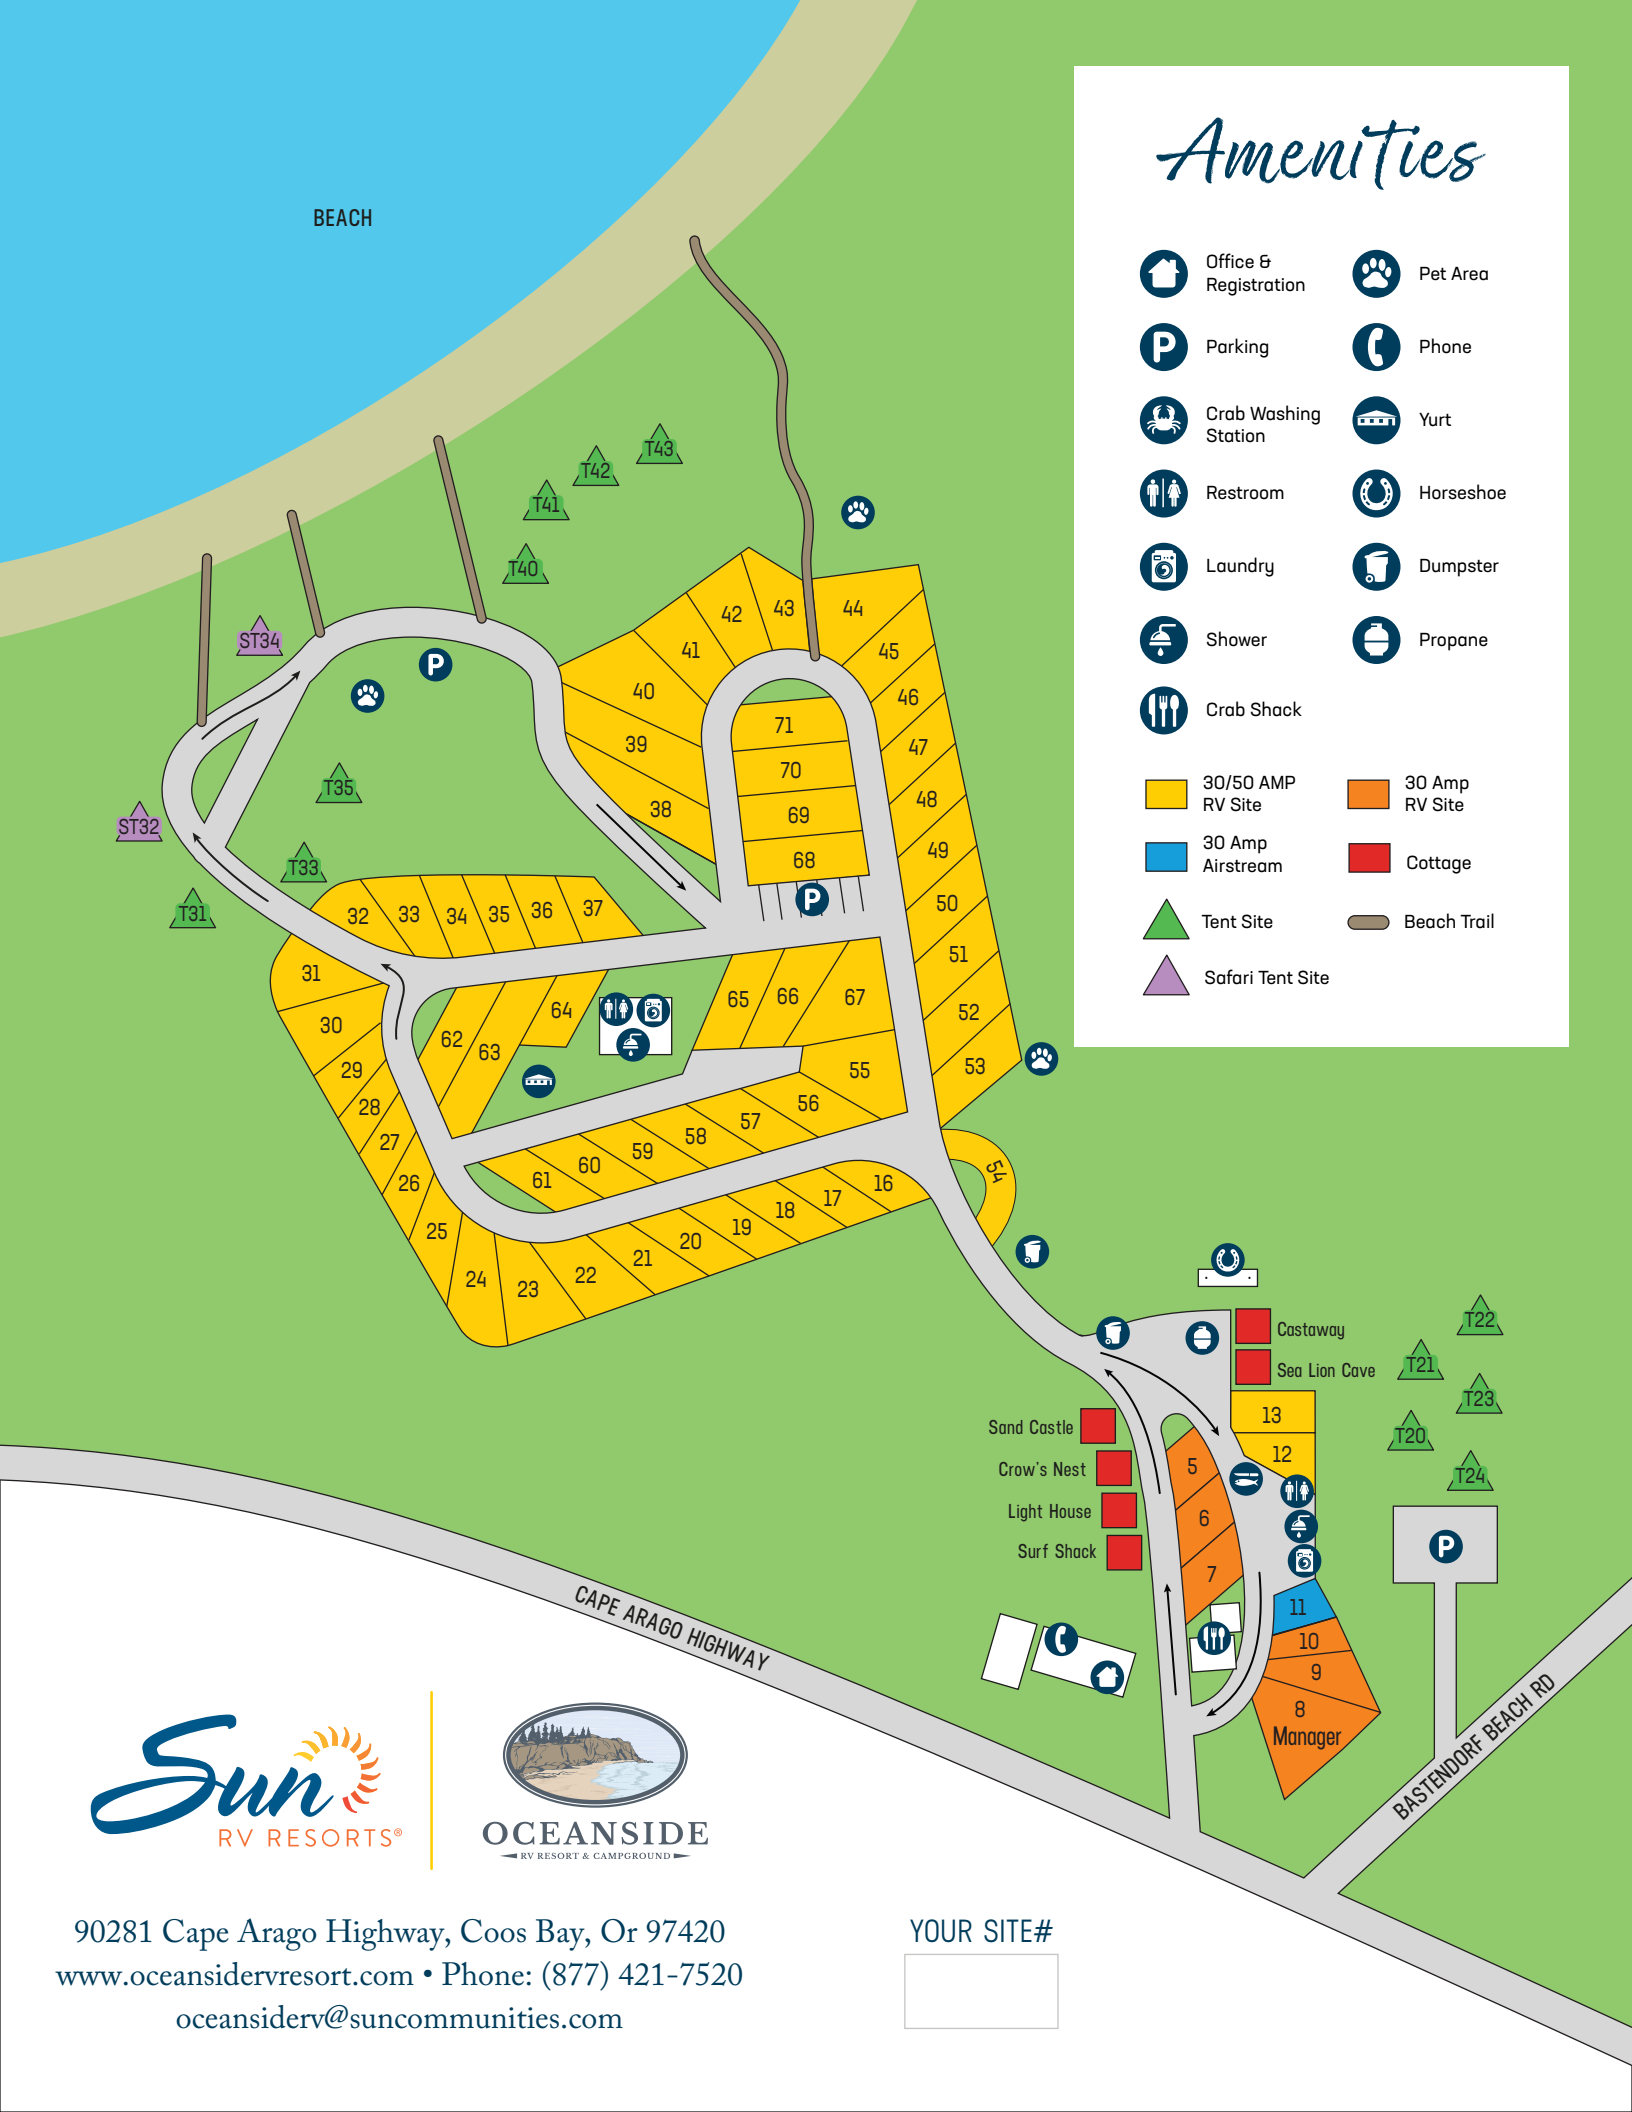 BEACH
Amenities
Office &
Registration
Pet Area
Parking
Phone
Crab Washing
Station
Yurt
Restroom
Horseshoe
Laundry
Dumpster
Shower
Propane
Crab Shack
30/50 AMP
RV Site
30 Amp
RV Site
30 Amp
Airstream
Cottage
Tent Site
Beach Trail
Safari Tent Site
T43
T42
T41
T40
ST34
P
T35
ST32
T33
T31
42
43
44
41
45
40
46
39
71
47
70
38
69
48
68
49
P
50
32
33
34
35
36
37
51
31
65
66
67
52
30
64
62
63
53
29
55
28
56
57
58
27
59
60
61
54
26
16
17
18
25
19
20
21
22
24
23
Castaway
Sea Lion Cave
T22
T21
T23
T20
T24
13
12
Sand Castle
Crow's Nest
Light House
Surf Shack
5
6
7
P
11
10
9
8
Manager
CAPE ARAGO HIGHWAY
BASTENDORF BEACH RD
Sun
RV RESORTS®
OCEANSIDE
RV RESORT & CAMPGROUND
90281 Cape Arago Highway, Coos Bay, Or 97420
www.oceansidervresort.com • Phone: (877) 421-7520
oceansiderv@suncommunities.com
YOUR SITE#